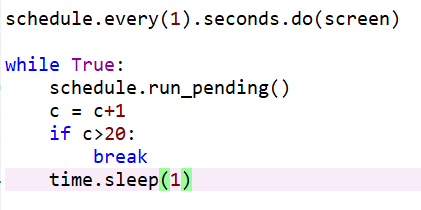 schedule.every(1).seconds.do(screen)
while True:
    schedule.run_pending()
    c = c+1
    if c>20:
        break
    time.sleep(1)